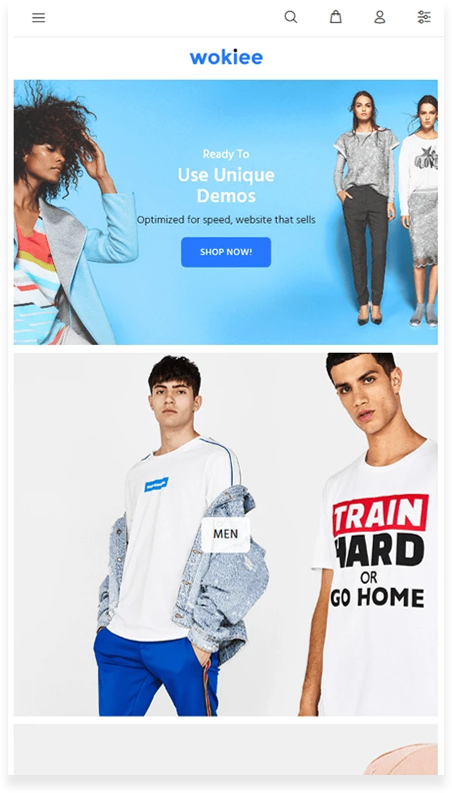 wokiee
Ready To
Use Unique
Demos
Optimized for speed, website that sells
SHOP NOW!
MEN
TRAIN
HARD
OR
GO HOME